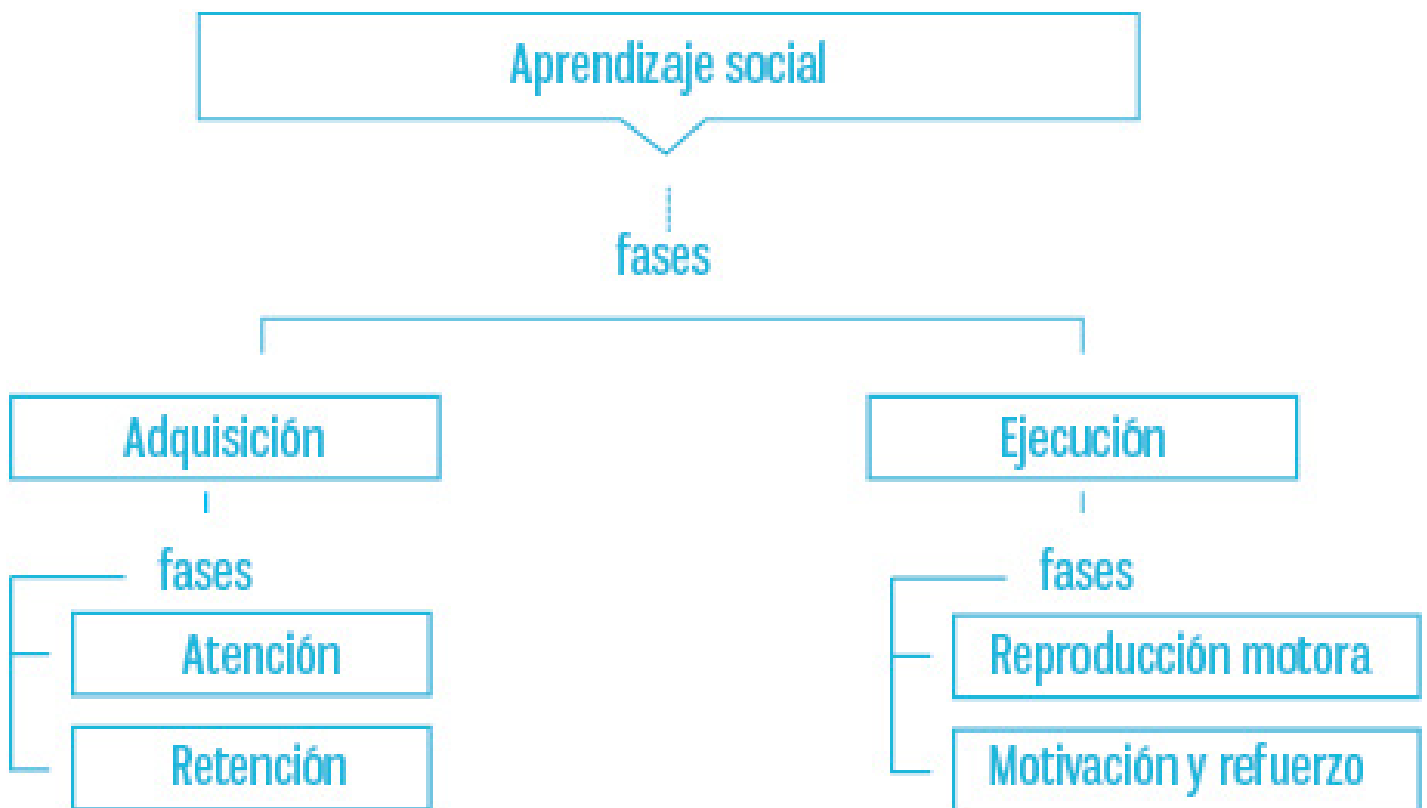 Aprendizaje social
fases
Adquisición
Ejecución
fases
Atención
Retención
fases
Reproducción motora
Motivación y refuerzo